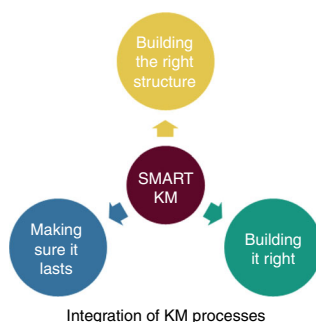 Building
the right
structure
SMART
KM
Making
sure it
lasts
Building
it right
Integration of KM processes